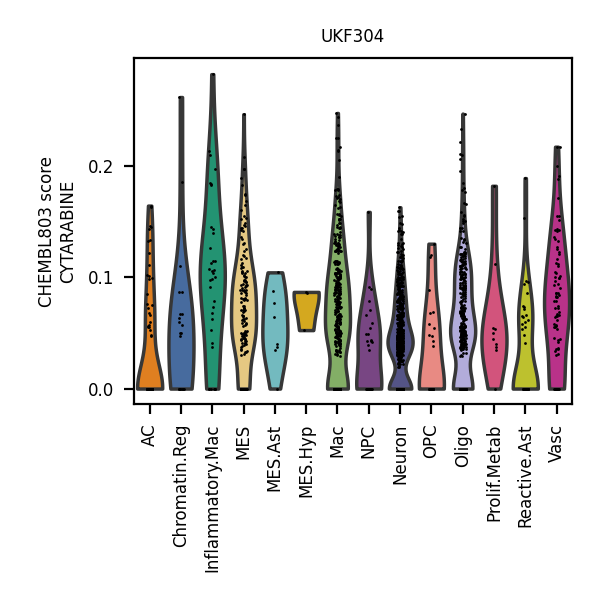 UKF304
CHEMBL803 score
CYTARABINE
0.2
0.1
0.0
AC
Chromatin.Reg
Inflammatory.Mac
MES
MES.Ast
MES.Hyp
Mac
NPC
Neuron
OPC
Oligo
Prolif.Metab
Reactive.Ast
Vasc